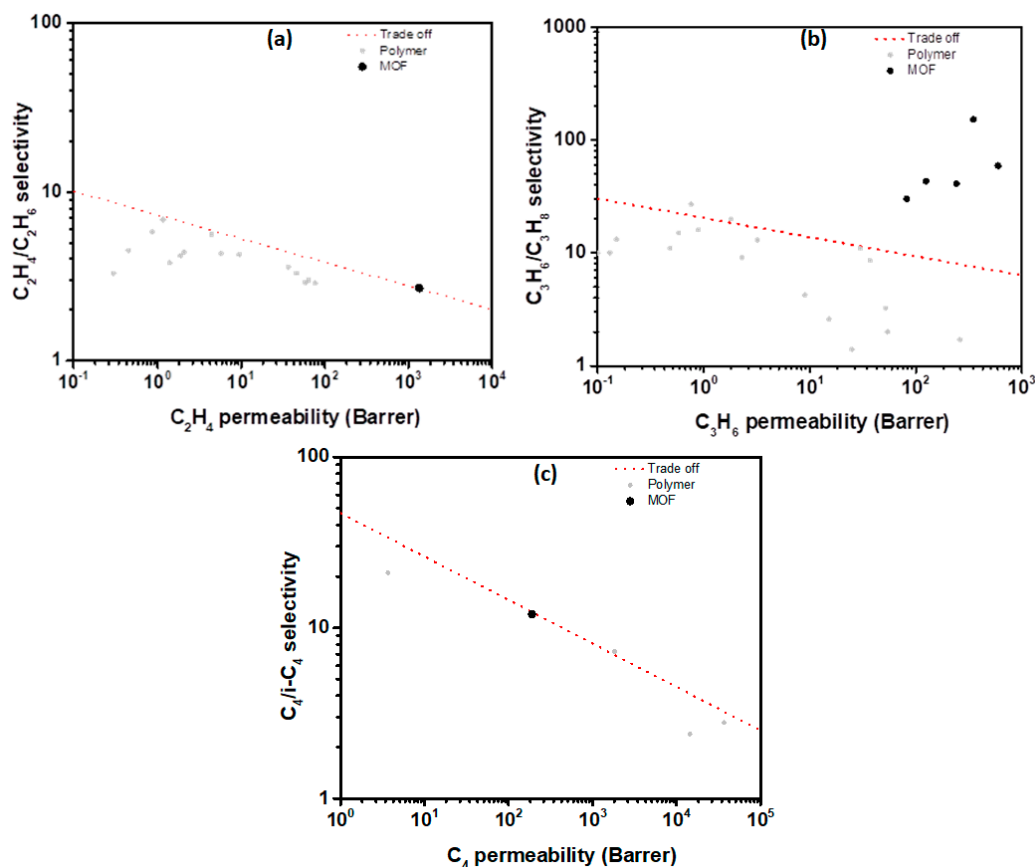 (a)
Trade off
Polymer
MOF
100
10
1
10⁻¹ 10⁰ 10¹ 10² 10³ 10⁴
C₂H₄/C₂H₆ selectivity
C₂H₄ permeability (Barrer)
(b)
Trade off
Polymer
MOF
1000
100
10
1
10⁻¹ 10⁰ 10¹ 10² 10³
C₃H₆/C₃H₈ selectivity
C₃H₆ permeability (Barrer)
(c)
Trade off
Polymer
MOF
100
10
1
10⁰ 10¹ 10² 10³ 10⁴ 10⁵
C₄/i-C₄ selectivity
C₄ permeability (Barrer)